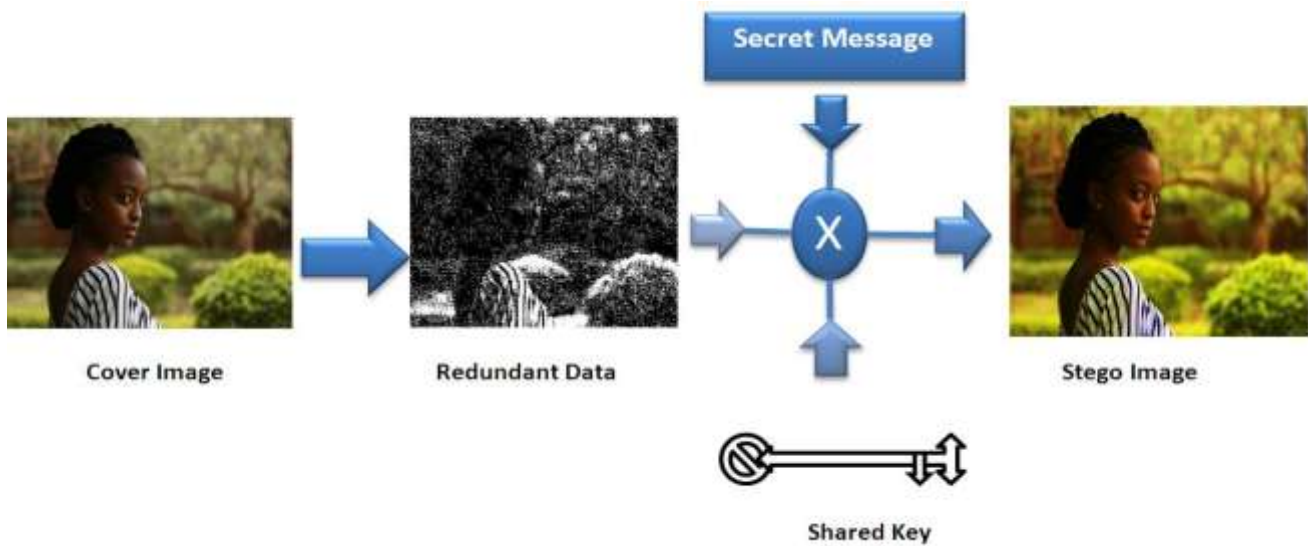 Secret Message
X
Cover Image
Redundant Data
Stego Image
Shared Key